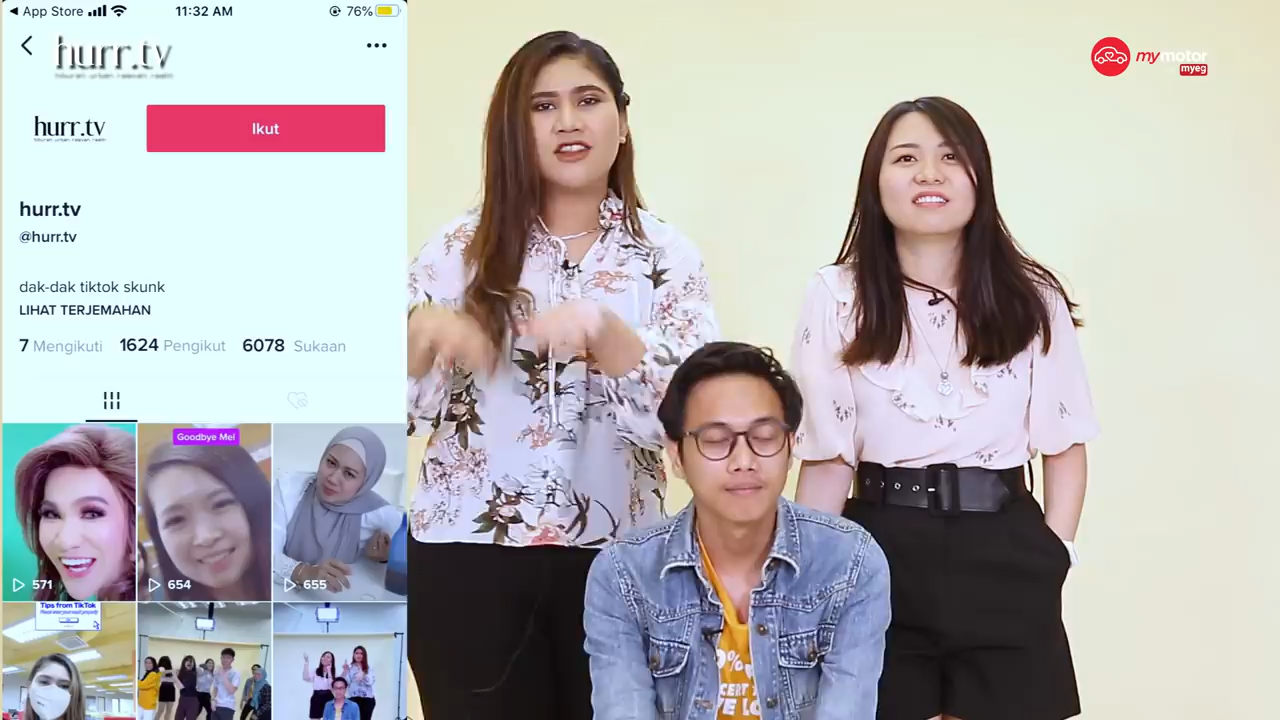 App Store
11:32 AM
76%
hurr.tv
hurr.tv
Ikut
hurr.tv
@hurr.tv
dak-dak tiktok skunk
LIHAT TERJEMAHAN
7 Mengikuti 1624 Pengikut 6078 Sukaan
Goodbye Mel
571
654
655
Tips from TikTok
mymotor
myeg